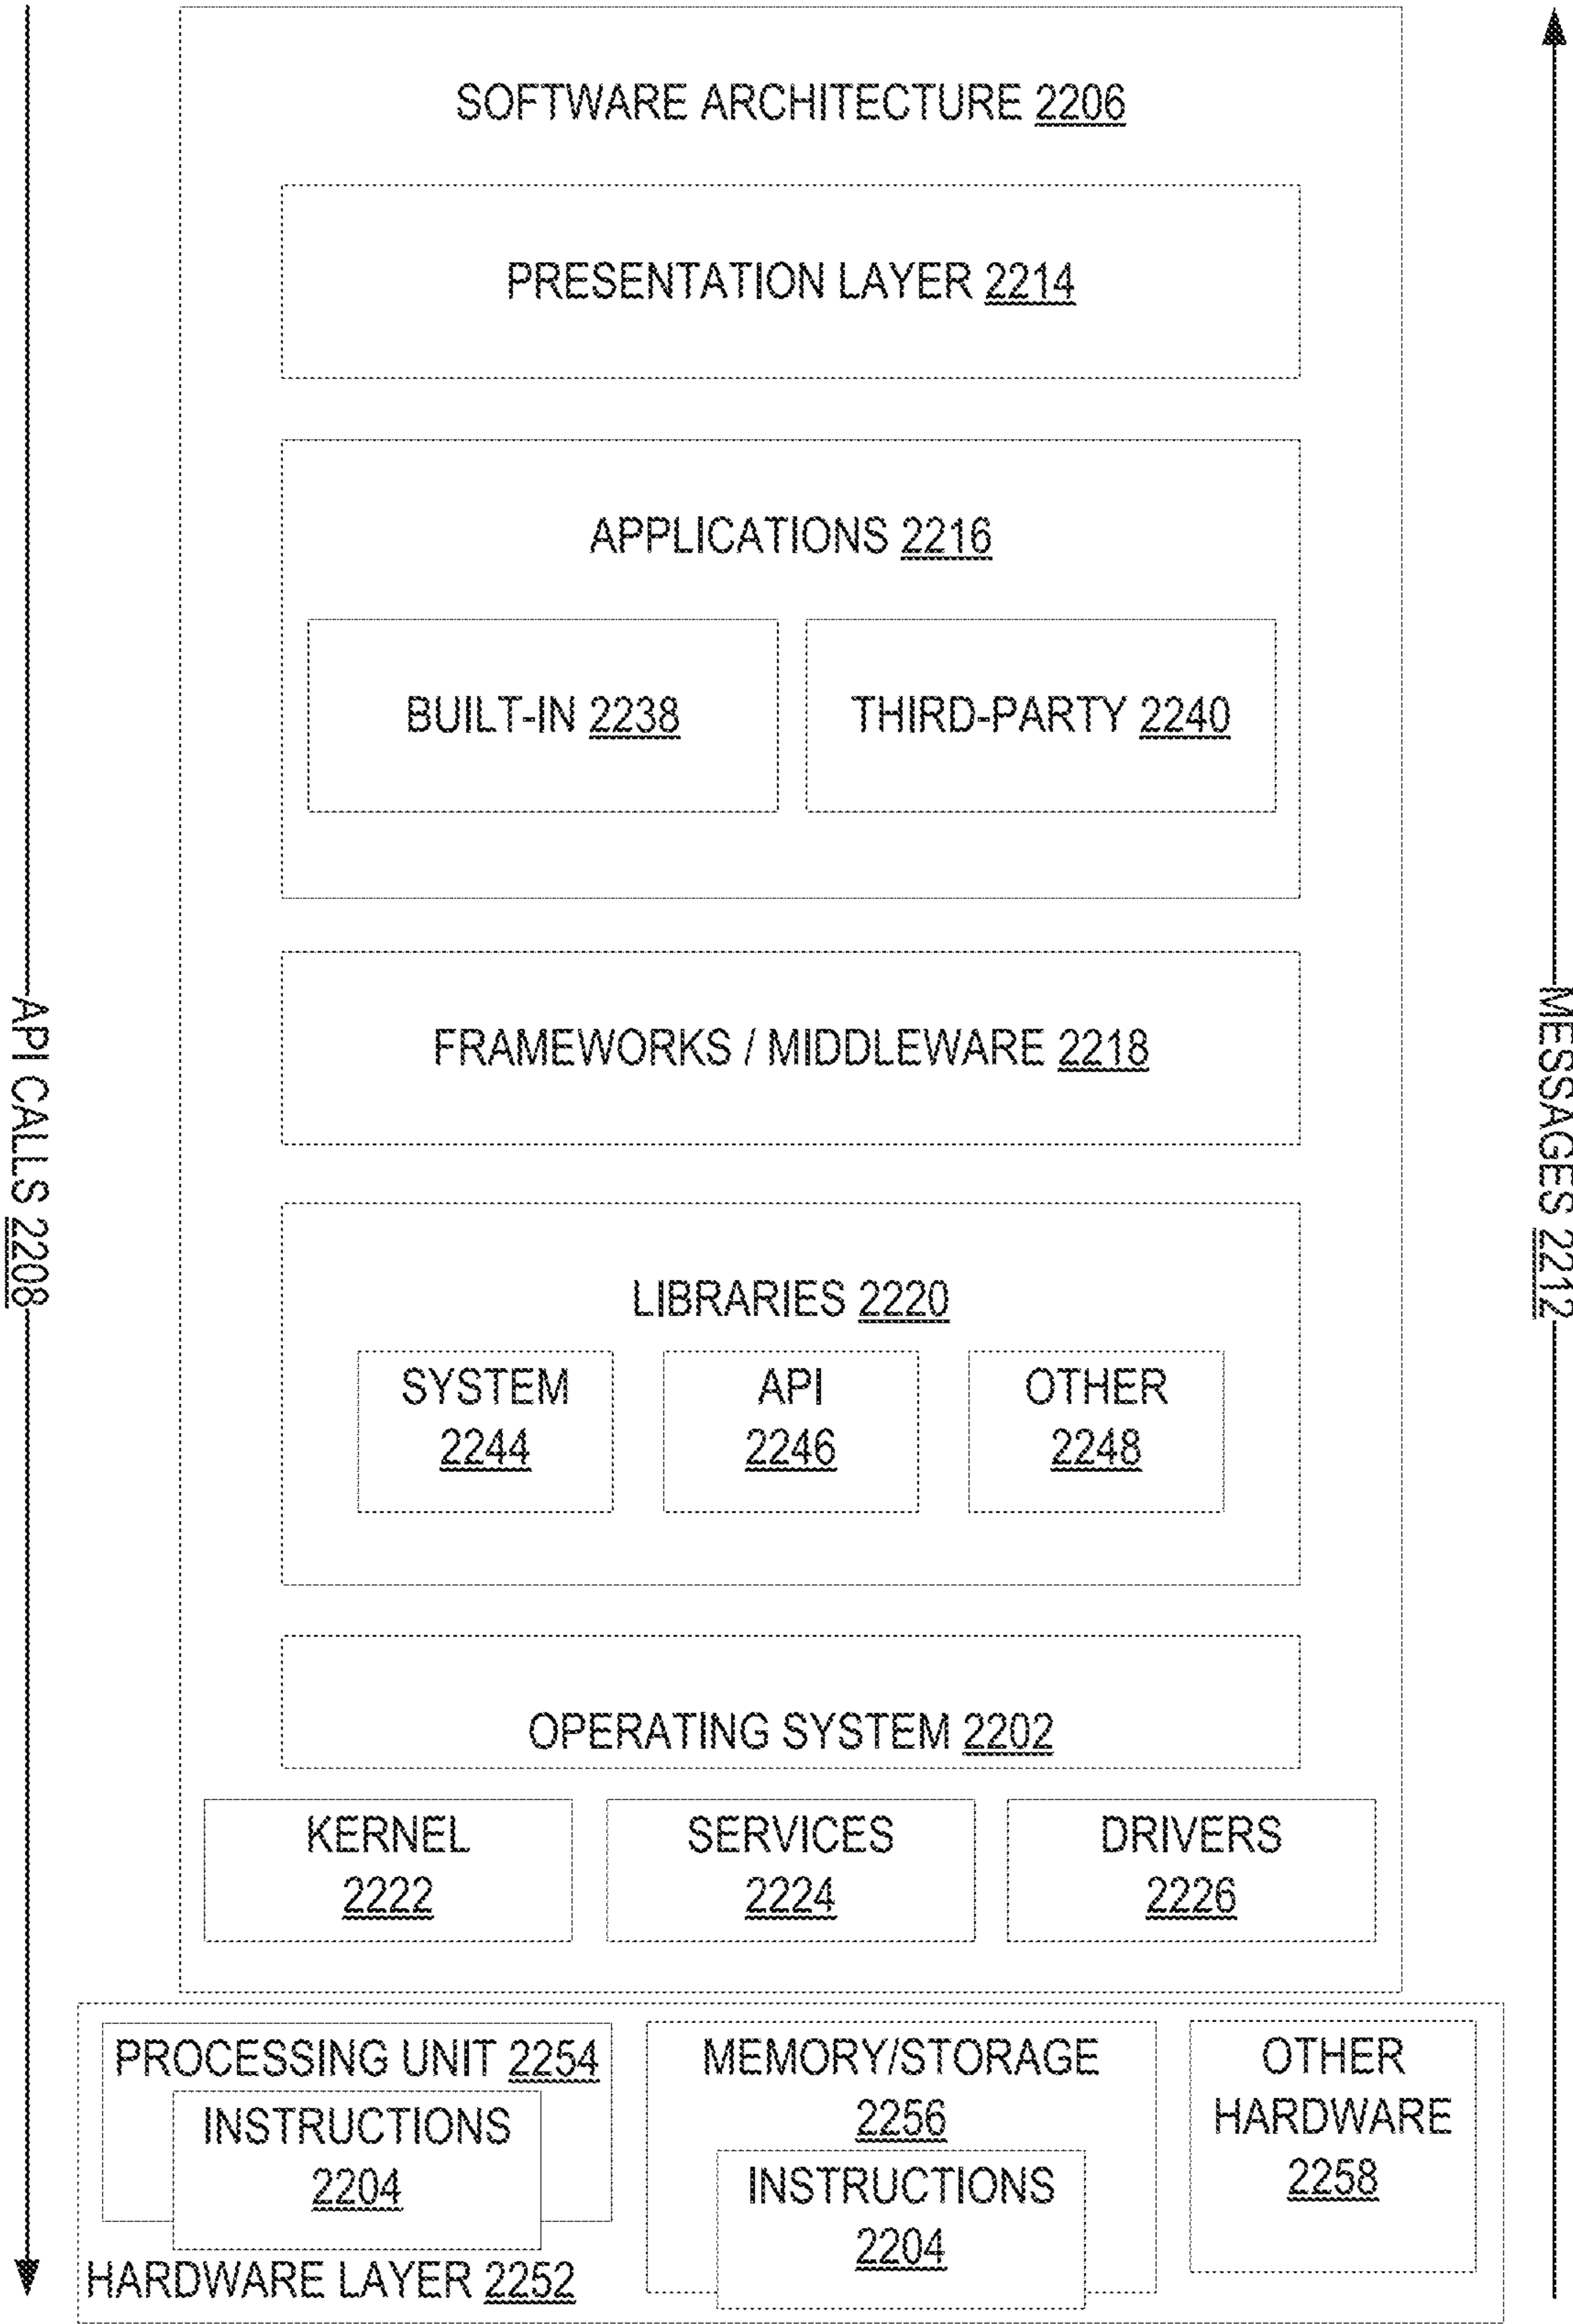 SOFTWARE ARCHITECTURE 2206
PRESENTATION LAYER 2214
APPLICATIONS 2216
BUILT-IN 2238
THIRD-PARTY 2240
FRAMEWORKS / MIDDLEWARE 2218
API CALLS 2208
MESSAGES 2212
LIBRARIES 2220
SYSTEM
2244
API
2246
OTHER
2248
OPERATING SYSTEM 2202
KERNEL
2222
SERVICES
2224
DRIVERS
2226
PROCESSING UNIT 2254
INSTRUCTIONS
2204
MEMORY/STORAGE
2256
INSTRUCTIONS
2204
OTHER
HARDWARE
2258
HARDWARE LAYER 2252